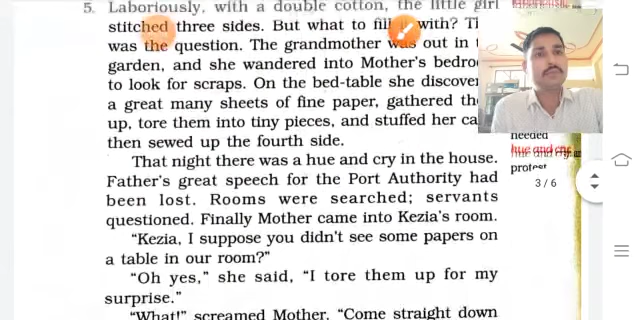 5. Laboriously, with a double cotton, the little girl
stitched three sides. But what to fill with?
was the question. The grandmother was out in
garden, and she wandered into Mother's
to look for scraps. On the bed-table she
a great many sheets of fine paper, gathered
up, tore them into tiny pieces, and stuffed her
then sewed up the fourth side.
needed
hue and cry
That night there was a hue and cry in the house.
Father's great speech for the Port Authority had
been lost. Rooms were searched; servants
questioned. Finally Mother came into Kezia's room.
3 / 6
"Kezia, I suppose you didn't see some papers on
a table in our room?"
"Oh yes," she said, "I tore them up for my
surprise."
"What!" screamed Mother. "Come straight down